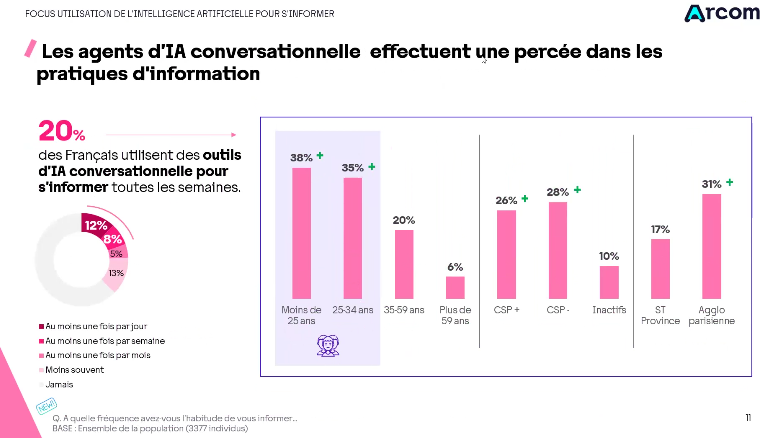 FOCUS UTILISATION DE L'INTELLIGENCE ARTIFICIELLE POUR S'INFORMER
Arcom
Les agents d'IA conversationnelle effectuent une percée dans les
pratiques d'information
20%
des Français utilisent des outils
d'IA conversationnelle pour
s'informer toutes les semaines.
12%
8%
5%
13%
Au moins une fois par jour
Au moins une fois par semaine
Au moins une fois par mois
Moins souvent
Jamais
38% +
35% +
20%
6%
26% +
28% +
10%
17%
31% +
Moins de
25 ans
25-34 ans
35-59 ans
Plus de
59 ans
CSP +
CSP -
Inactifs
ST
Province
Agglo
parisienne
NEW!
Q. A quelle fréquence avez-vous l'habitude de vous informer...
BASE : Ensemble de la population (3377 individus)
11